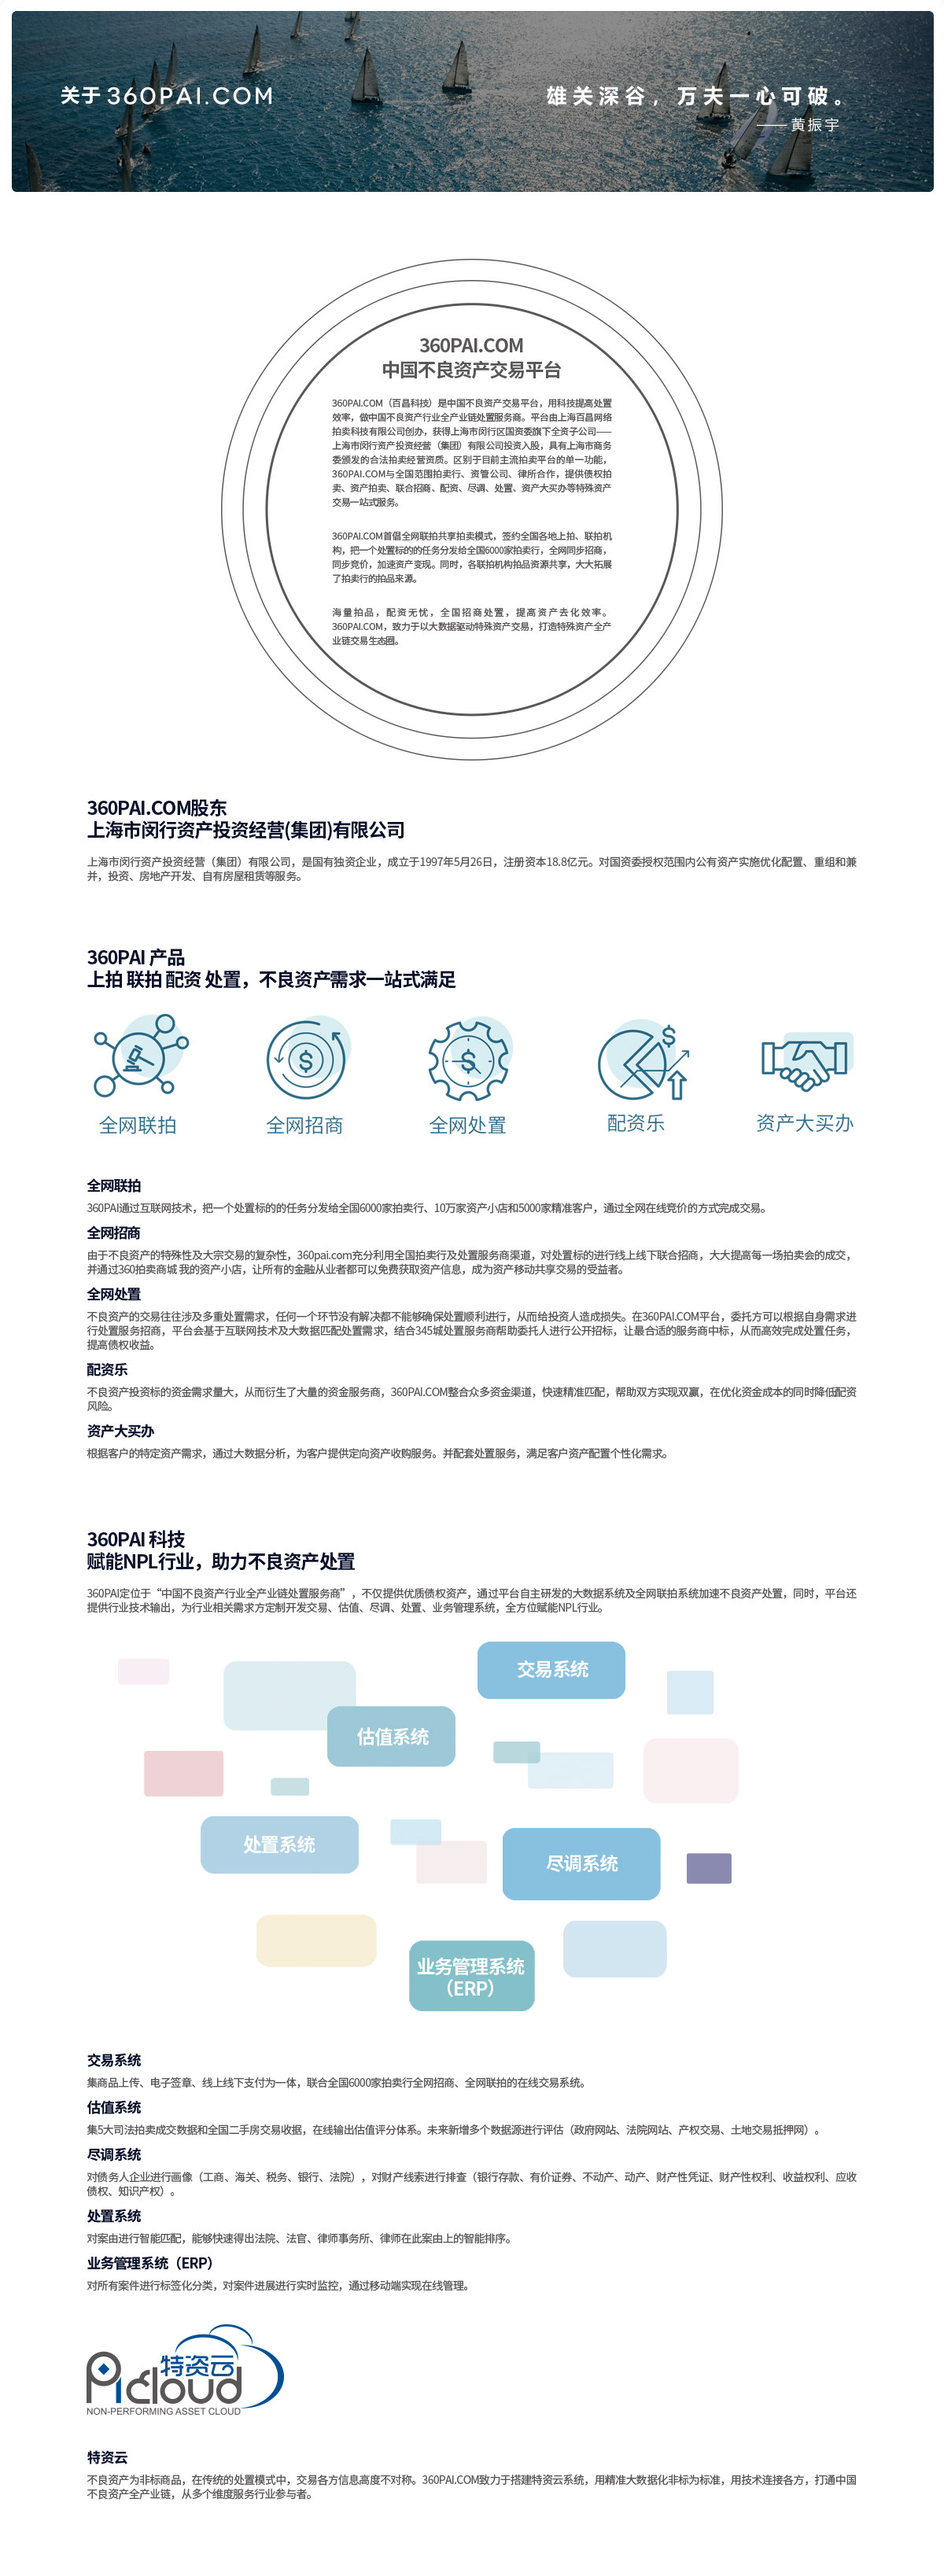 关于360PAI.COM
雄关深谷，万夫一心可破。
——黄振宇
360PAI.COM
中国不良资产交易平台
360PAI.COM（百昌科技）是中国不良资产交易平台，用科技提高处置
效率，做中国不良资产行业全产业链处置服务商。平台由上海百昌网络
拍卖科技有限公司创办，获得上海市闵行区国资委旗下全资子公司——
上海市闵行资产投资经营（集团）有限公司投资入股，具有上海市商务
委颁发的合法拍卖经营资质。区别于目前主流拍卖平台的单一功能，
360PAI.COM与全国范围拍卖行、资管公司、律所合作，提供债权拍
卖、资产拍卖、联合招商、配资、尽调、处置、资产大买办等特殊资产
交易一站式服务。
360PAI.COM首倡全网联拍共享拍卖模式，签约全国各地上拍、联拍机
构，把一个处置标的的任务分发给全国6000家拍卖行，全网同步招商，
同步竞价，加速资产变现。同时，各联拍机构拍品资源共享，大大拓展
了拍卖行的拍品来源。
海量拍品，配资无忧，全国招商处置，提高资产去化效率。
360PAI.COM，致力于以大数据驱动特殊资产交易，打造特殊资产全产
业链交易生态圈。
360PAI.COM股东
上海市闵行资产投资经营(集团)有限公司
上海市闵行资产投资经营（集团）有限公司，是国有独资企业，成立于1997年5月26日，注册资本18.8亿元。对国资委授权范围内公有资产实施优化配置、重组和兼
并，投资、房地产开发、自有房屋租赁等服务。
360PAI 产品
上拍 联拍 配资 处置，不良资产需求一站式满足
全网联拍
全网招商
全网处置
配资乐
资产大买办
全网联拍
360PAI通过互联网技术，把一个处置标的的任务分发给全国6000家拍卖行、10万家资产小店和5000家精准客户，通过全网在线竞价的方式完成交易。
全网招商
由于不良资产的特殊性及大宗交易的复杂性，360pai.com充分利用全国拍卖行及处置服务商渠道，对处置标的进行线上线下联合招商，大大提高每一场拍卖会的成交，
并通过360拍卖商城 我的资产小店，让所有的金融从业者都可以免费获取资产信息，成为资产移动共享交易的受益者。
全网处置
不良资产的交易往往涉及多重处置需求，任何一个环节没有解决都不能够确保处置顺利进行，从而给投资人造成损失。在360PAI.COM平台，委托方可以根据自身需求进
行处置服务招商，平台会基于互联网技术及大数据匹配处置需求，结合345城处置服务商帮助委托人进行公开招标，让最合适的服务商中标，从而高效完成处置任务，
提高债权收益。
配资乐
不良资产投资标的资金需求量大，从而衍生了大量的资金服务商，360PAI.COM整合众多资金渠道，快速精准匹配，帮助双方实现双赢，在优化资金成本的同时降低配资
风险。
资产大买办
根据客户的特定资产需求，通过大数据分析，为客户提供定向资产收购服务。并配套处置服务，满足客户资产配置个性化需求。
360PAI 科技
赋能NPL行业，助力不良资产处置
360PAI定位于“中国不良资产行业全产业链处置服务商”，不仅提供优质债权资产，通过平台自主研发的大数据系统及全网联拍系统加速不良资产处置，同时，平台还
提供行业技术输出，为行业相关需求方定制开发交易、估值、尽调、处置、业务管理系统，全方位赋能NPL行业。
交易系统
估值系统
处置系统
尽调系统
业务管理系统
（ERP）
交易系统
集商品上传、电子签章、线上线下支付为一体，联合全国6000家拍卖行全网招商、全网联拍的在线交易系统。
估值系统
集5大司法拍卖成交数据和全国二手房交易收据，在线输出估值评分体系。未来新增多个数据源进行评估（政府网站、法院网站、产权交易、土地交易抵押网）。
尽调系统
对债务人企业进行画像（工商、海关、税务、银行、法院），对财产线索进行排查（银行存款、有价证券、不动产、动产、财产性凭证、财产性权利、收益权利、应收
债权、知识产权）。
处置系统
对案由进行智能匹配，能够快速得出法院、法官、律师事务所、律师在此案由上的智能排序。
业务管理系统（ERP）
对所有案件进行标签化分类，对案件进展进行实时监控，通过移动端实现在线管理。
特资云
Picloud
NON-PERFORMING ASSET CLOUD
特资云
不良资产为非标商品，在传统的处置模式中，交易各方信息高度不对称。360PAI.COM致力于搭建特资云系统，用精准大数据化非标为标准，用技术连接各方，打通中国
不良资产全产业链，从多个维度服务行业参与者。